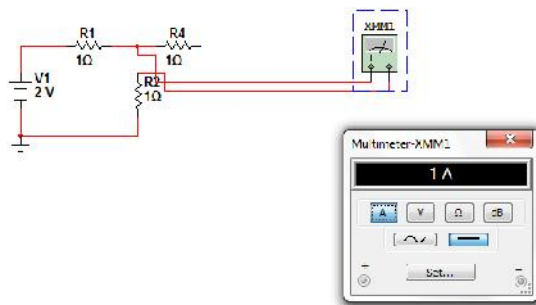 XMM1
R1
R4
1Ω
1Ω
V1
2 V
R2
1Ω
Multimeter-XMM1
1 A
A
V
Ω
dB
+
Set...
−